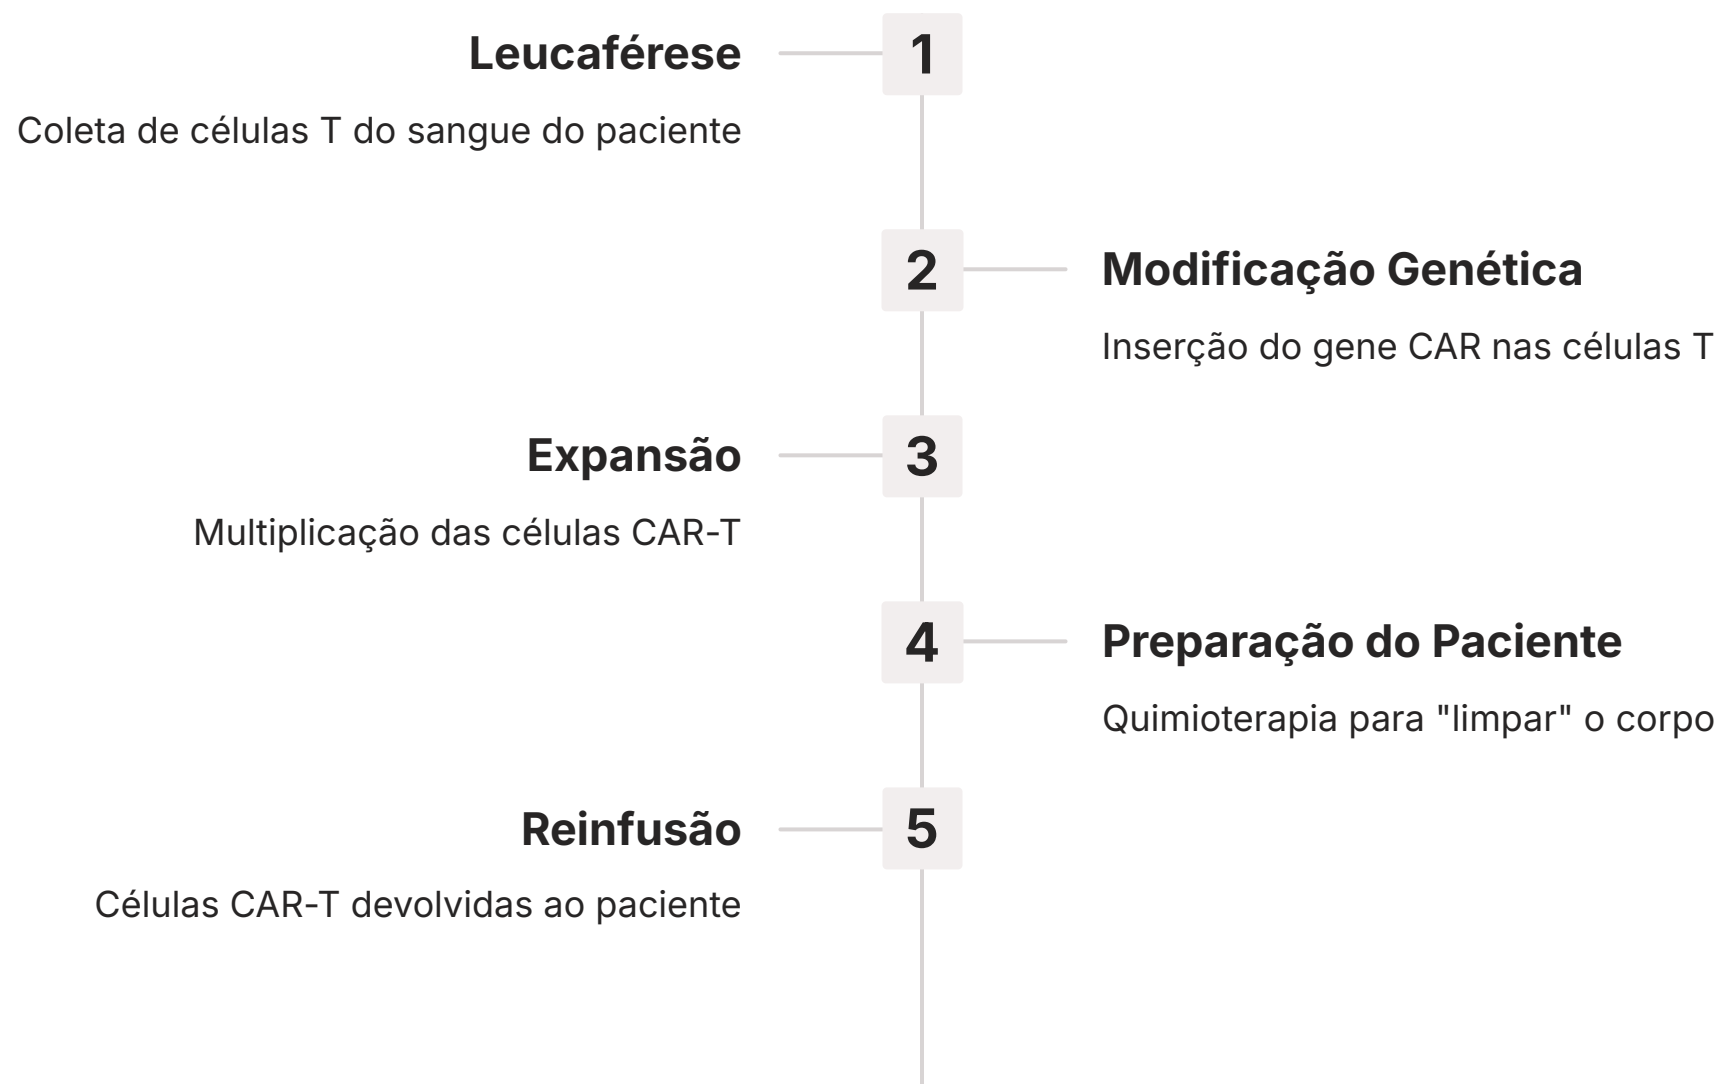 Leucaférese
1
Coleta de células T do sangue do paciente
2
Modificação Genética
Inserção do gene CAR nas células T
Expansão
3
Multiplicação das células CAR-T
4
Preparação do Paciente
Quimioterapia para "limpar" o corpo
Reinfusão
5
Células CAR-T devolvidas ao paciente